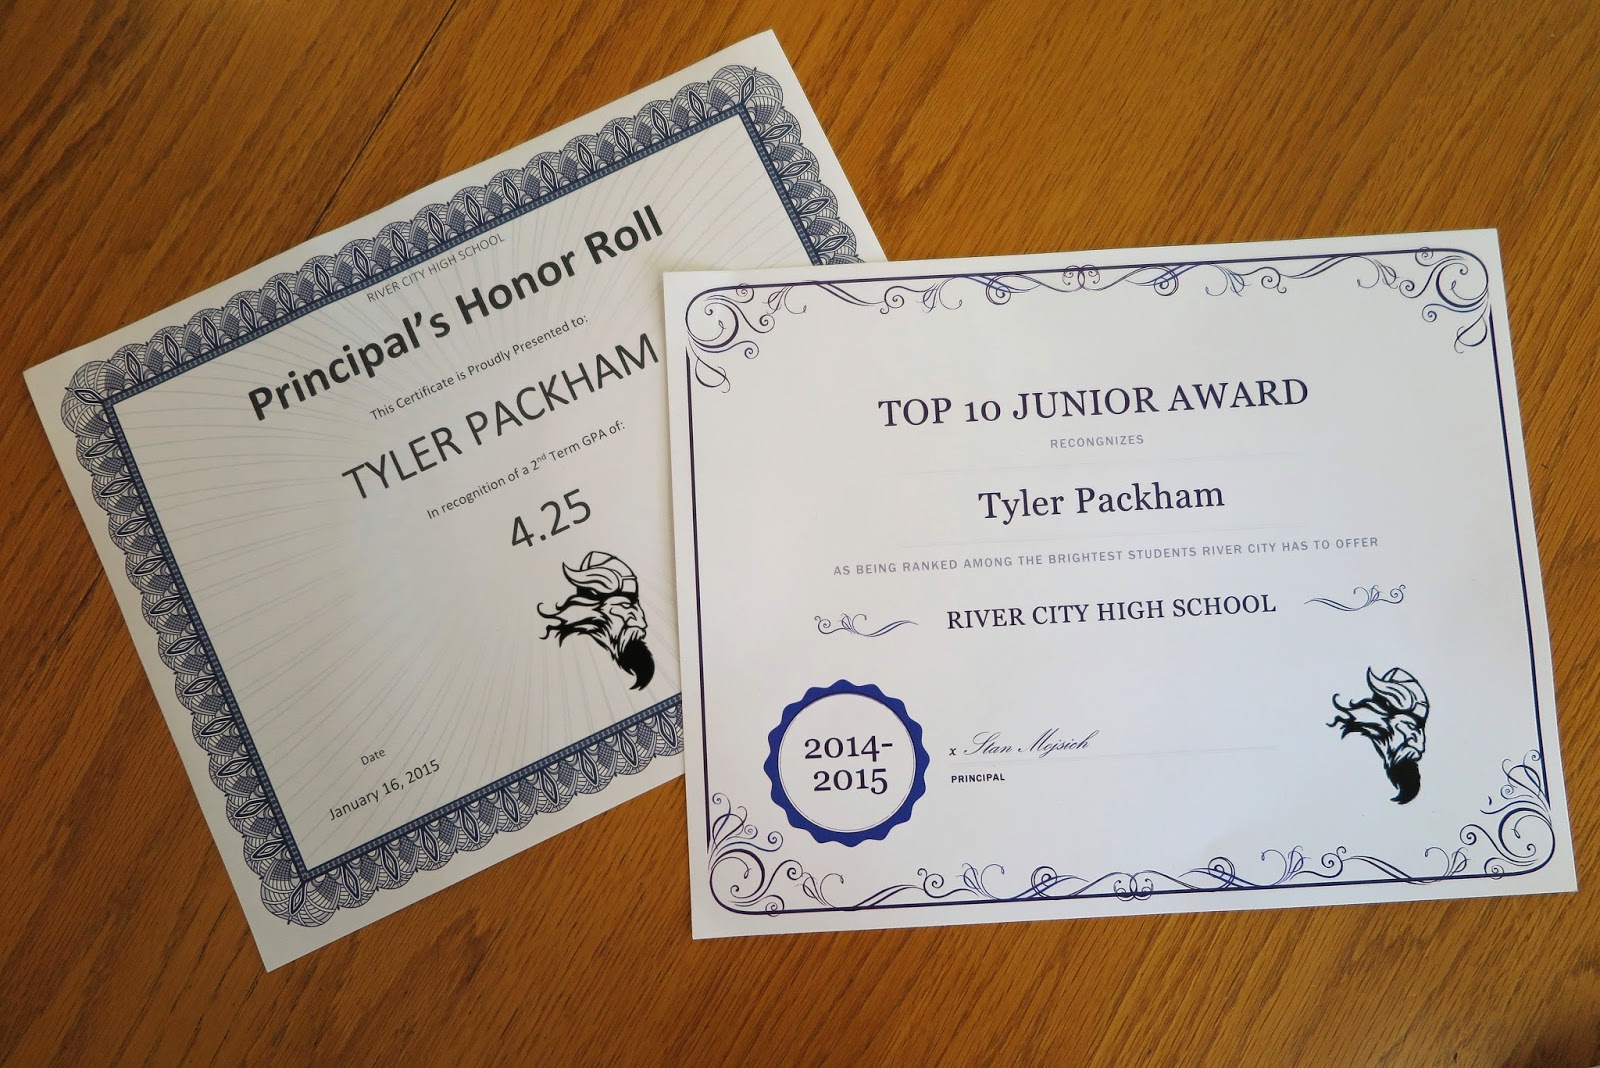 RIVER CITY HIGH SCHOOL
Principal's Honor Roll
This Certificate is Proudly Presented to:
TYLER PACKHAM
In recognition of a 2nd Term GPA of:
4.25
Date
January 16, 2015
TOP 10 JUNIOR AWARD
RECONGNIZES
Tyler Packham
AS BEING RANKED AMONG THE BRIGHTEST STUDENTS RIVER CITY HAS TO OFFER
RIVER CITY HIGH SCHOOL
2014-
2015
x Stan Mojsich
PRINCIPAL